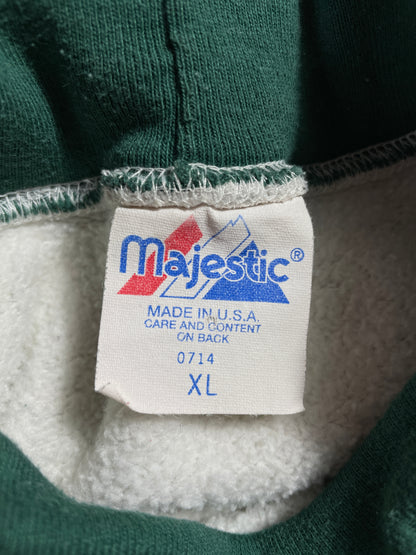 Majestic®
MADE IN U.S.A.
CARE AND CONTENT
ON BACK
0714
XL